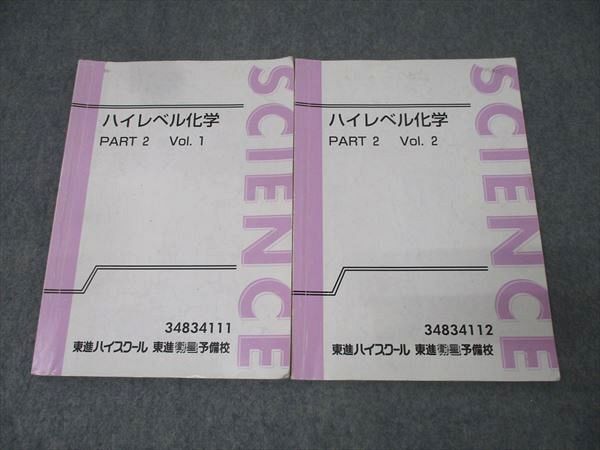 ハイレベル化学
PART 2 Vol. 1
SCIENCE
34834111
東進ハイスクール 東進衛星予備校
ハイレベル化学
PART 2 Vol. 2
SCIENCE
34834112
東進ハイスクール 東進衛星予備校